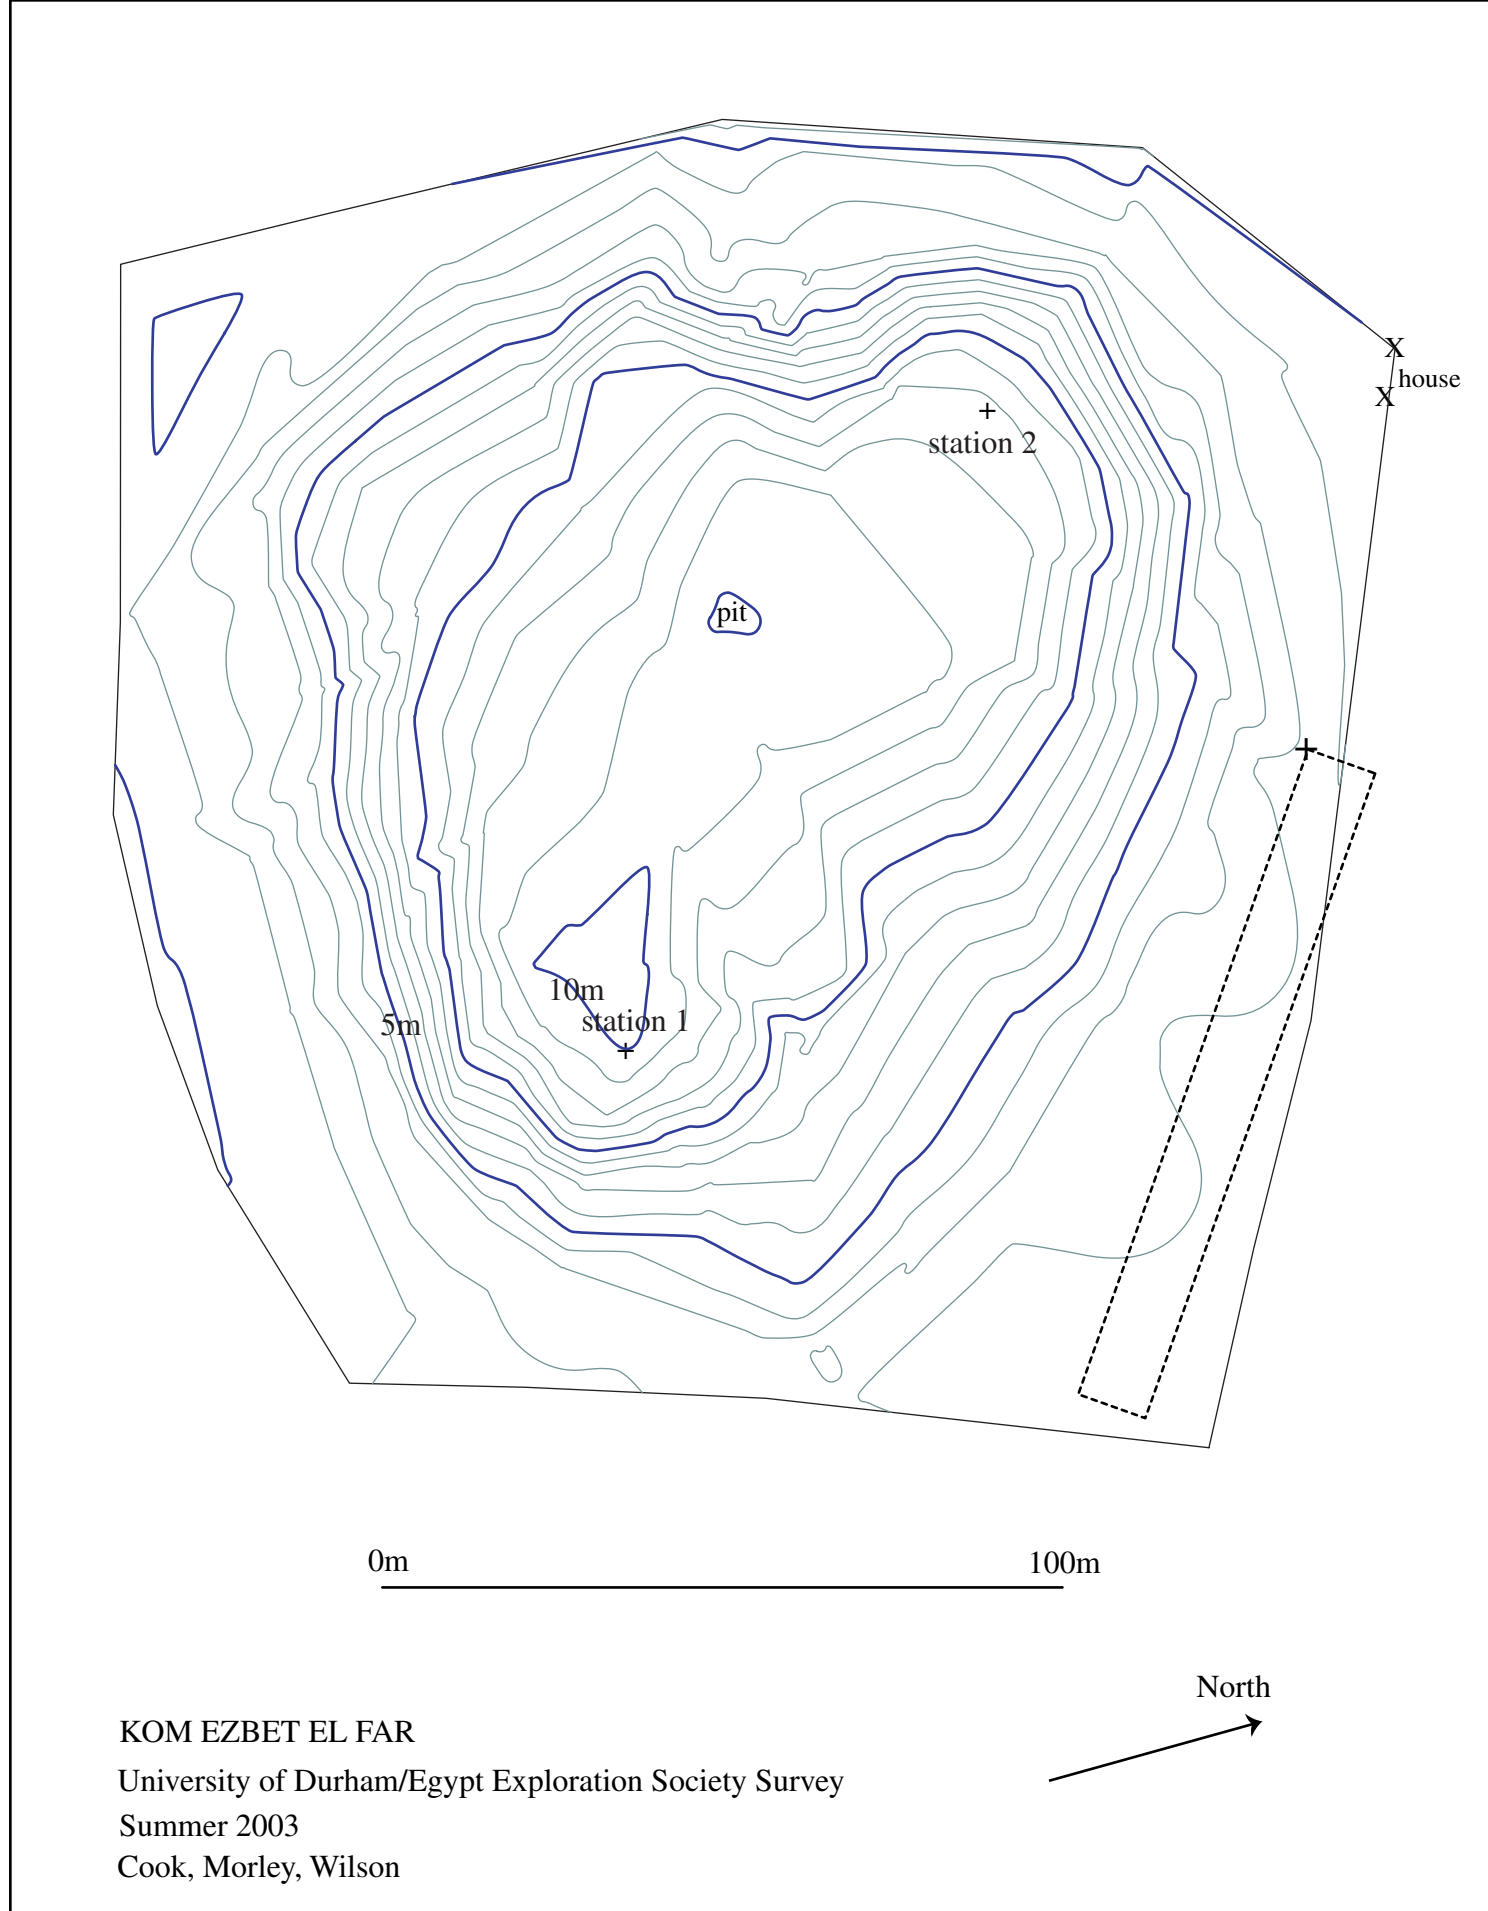 X
house
X
+
station 2
pit
+
10m
station 1
5m
+
0m 100m
North
KOM EZBET EL FAR
University of Durham/Egypt Exploration Society Survey
Summer 2003
Cook, Morley, Wilson